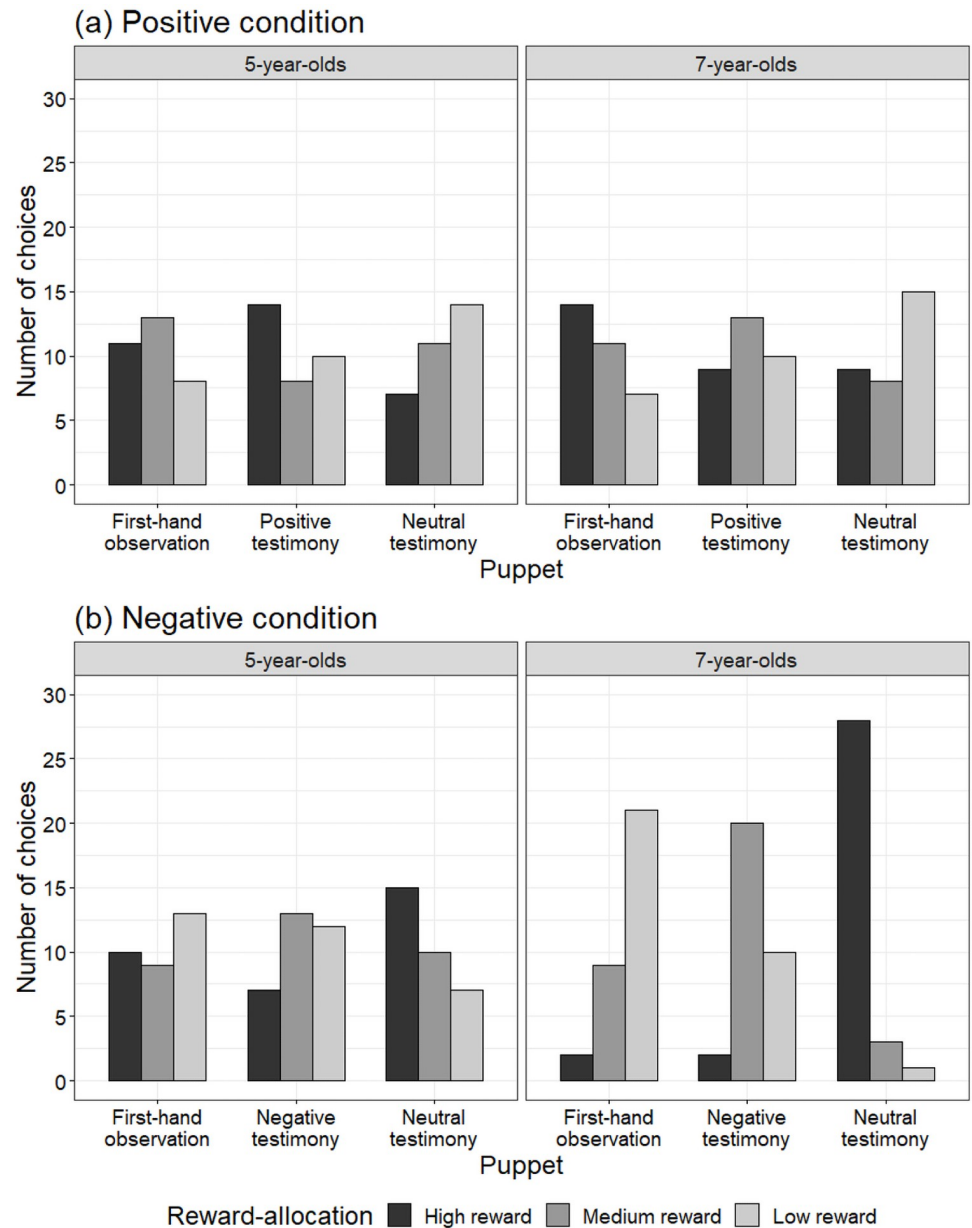 (a) Positive condition
5-year-olds
7-year-olds
Number of choices
30
25
20
15
10
5
0
First-hand
observation
Positive
testimony
Neutral
testimony
First-hand
observation
Positive
testimony
Neutral
testimony
Puppet
(b) Negative condition
5-year-olds
7-year-olds
Number of choices
30
25
20
15
10
5
0
First-hand
observation
Negative
testimony
Neutral
testimony
First-hand
observation
Negative
testimony
Neutral
testimony
Puppet
Reward-allocation High reward Medium reward Low reward